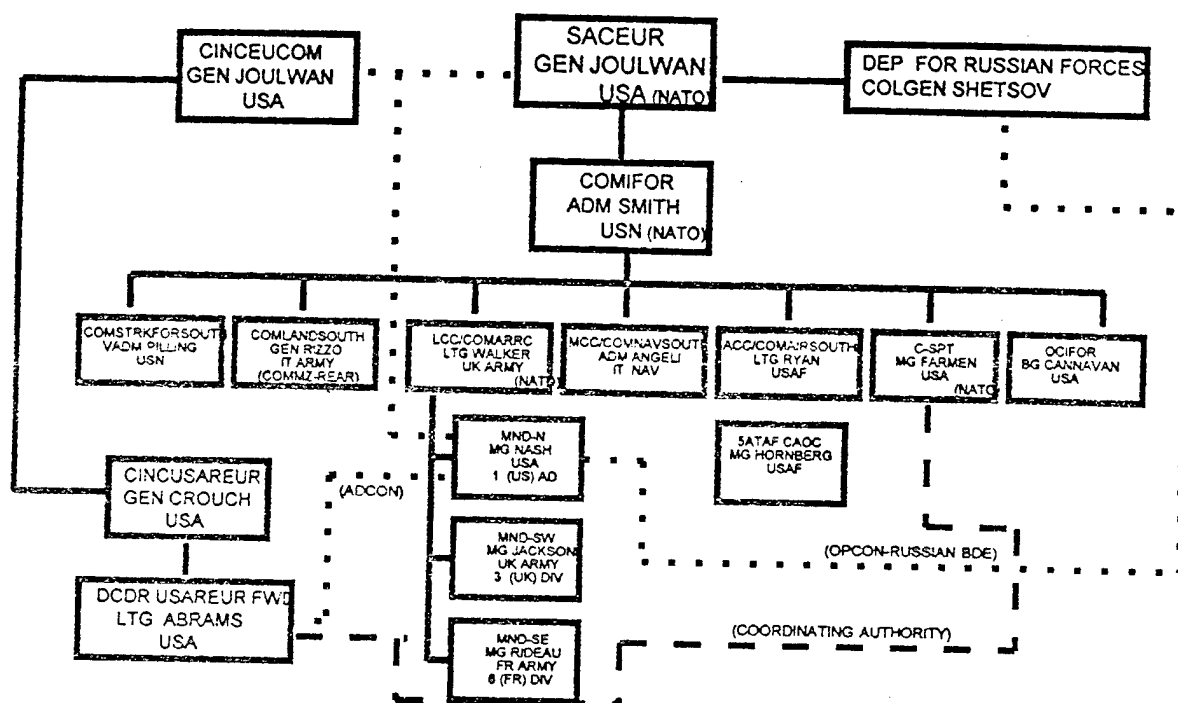 CINCEUCOM
GEN JOULWAN
USA
SACEUR
GEN JOULWAN
USA (NATO)
DEP FOR RUSSIAN FORCES
COLGEN SHETSOV
COMIFOR
ADM SMITH
USN (NATO)
COMSTRKFORSOUTH
VADM PILLING
USN
COMLANDSOUTH
GEN RIZZO
IT ARMY
(COMMZ-REAR)
LCC/COMARRC
LTG WALKER
UK ARMY
(NATO)
MCC/COMNAVSOUTH
ADM ANGELI
IT NAV
ACC/COMAIRSOUTH
LTG RYAN
USAF
C-SPT
MG FARMEN
USA
(NATO)
OCIFOR
BG CANNAVAN
USA
MND-N
MG NASH
USA
1 (US) AD
5ATAF CAOC
MG HORNBERG
USAF
CINCUSAREUR
GEN CROUCH
USA
(ADCON)
MND-SW
MG JACKSON
UK ARMY
3 (UK) DIV
(OPCON-RUSSIAN BDE)
DCDR USAREUR FWD
LTG ABRAMS
USA
MND-SE
MG RIDEAU
FR ARMY
6 (FR) DIV
(COORDINATING AUTHORITY)